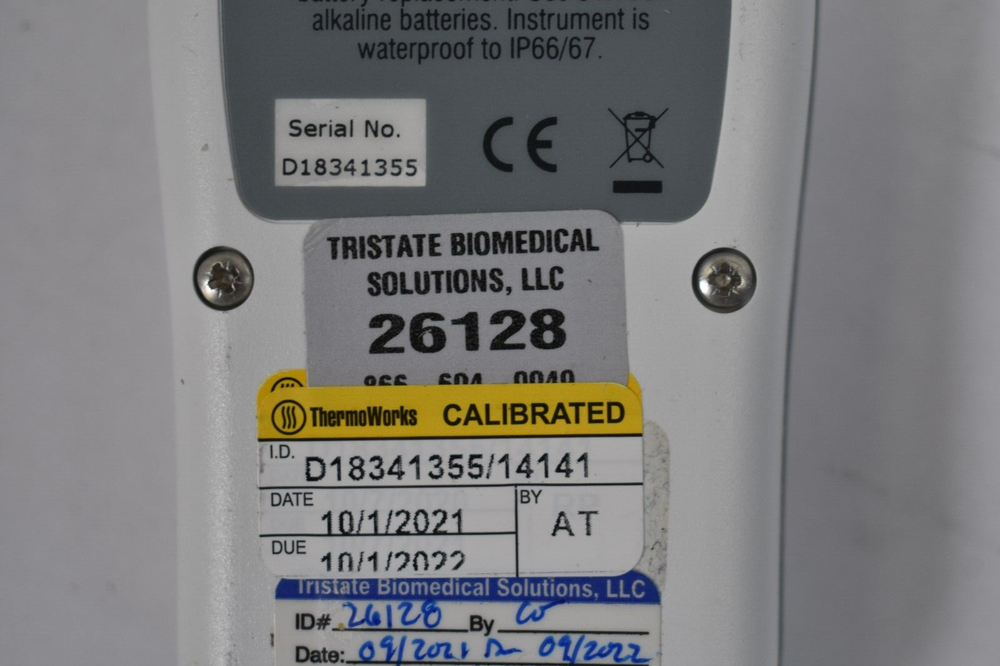 alkaline batteries. Instrument is
waterproof to IP66/67.
Serial No.
D18341355
CE
TRISTATE BIOMEDICAL
SOLUTIONS, LLC
26128
ThermoWorks CALIBRATED
I.D. D18341355/14141
DATE 10/1/2021
BY AT
DUE 10/1/2022
Tristate Biomedical Solutions, LLC
ID# 26128 By
Date: 09/2021 09/2022